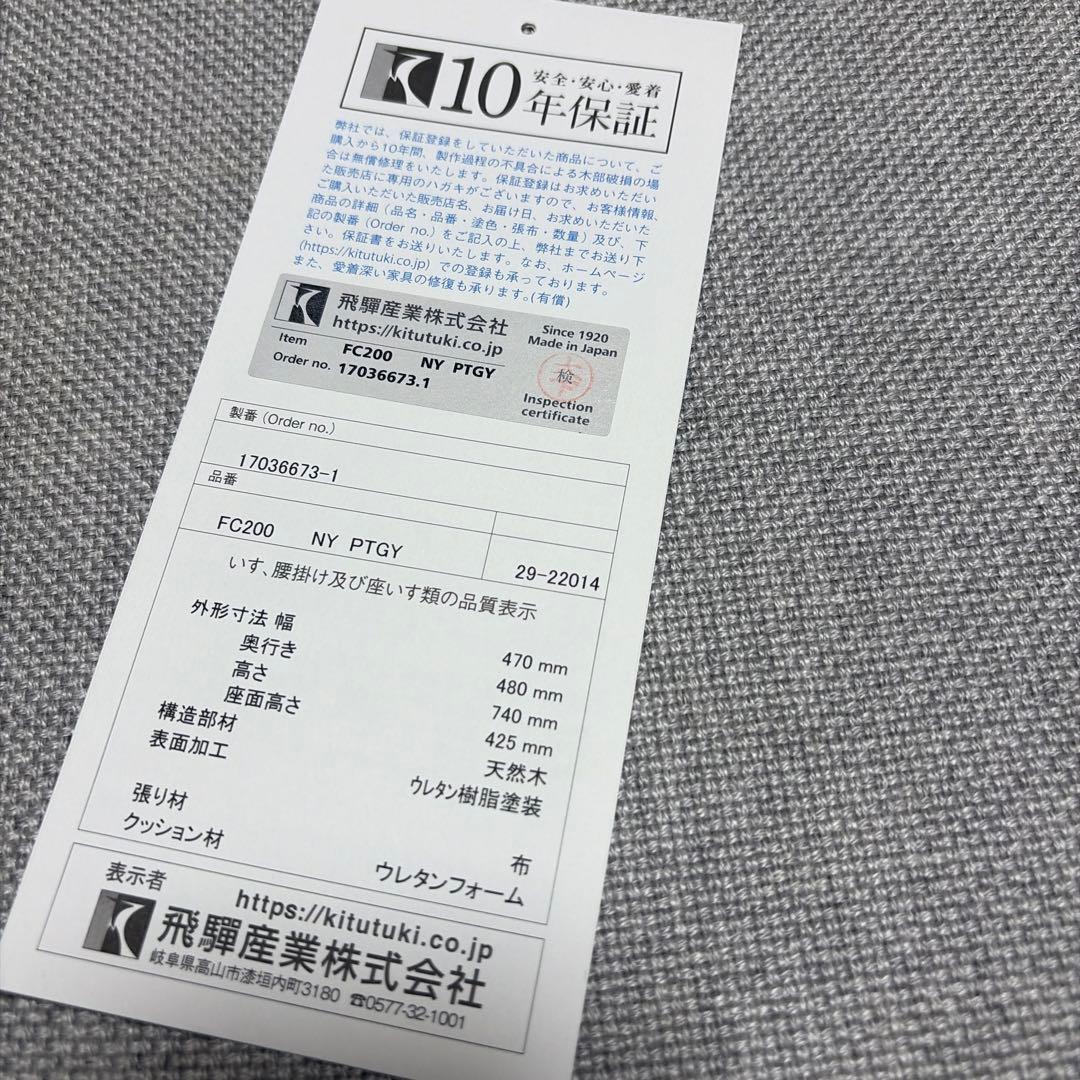 10年保証
安全・安心・愛着
弊社では、保証登録をしていただいた商品について、ご
購入から10年間、製作過程の不具合による木部破損の場
合は無償修理をいたします。保証登録はお求めいただい
た販売店に専用のハガキがございますので、お客様情報、
ご購入いただいた販売店名、お届け日、お求めいただいた
商品の詳細（品名・品番・塗色・張布・数量）及び、下
記の製番（Order no.）をご記入の上、弊社までお送り下
さい。保証書をお送りいたします。なお、ホームページ
(https://kitutuki.co.jp) での登録も承っております。
また、愛着深い家具の修復も承ります。(有償)
飛驒産業株式会社
https://kitutuki.co.jp
Since 1920
Made in Japan
Item FC200 NY PTGY
Order no. 17036673.1
検
Inspection
certificate
製番（Order no.）
17036673-1
品番
FC200 NY PTGY
29-22014
いす、腰掛け及び座いす類の品質表示
外形寸法 幅 470 mm
奥行き 480 mm
高さ 740 mm
座面高さ 425 mm
構造部材 天然木
表面加工 ウレタン樹脂塗装
張り材 布
クッション材 ウレタンフォーム
表示者
https://kitutuki.co.jp
飛驒産業株式会社
岐阜県高山市漆垣内町3180 ☎0577-32-1001